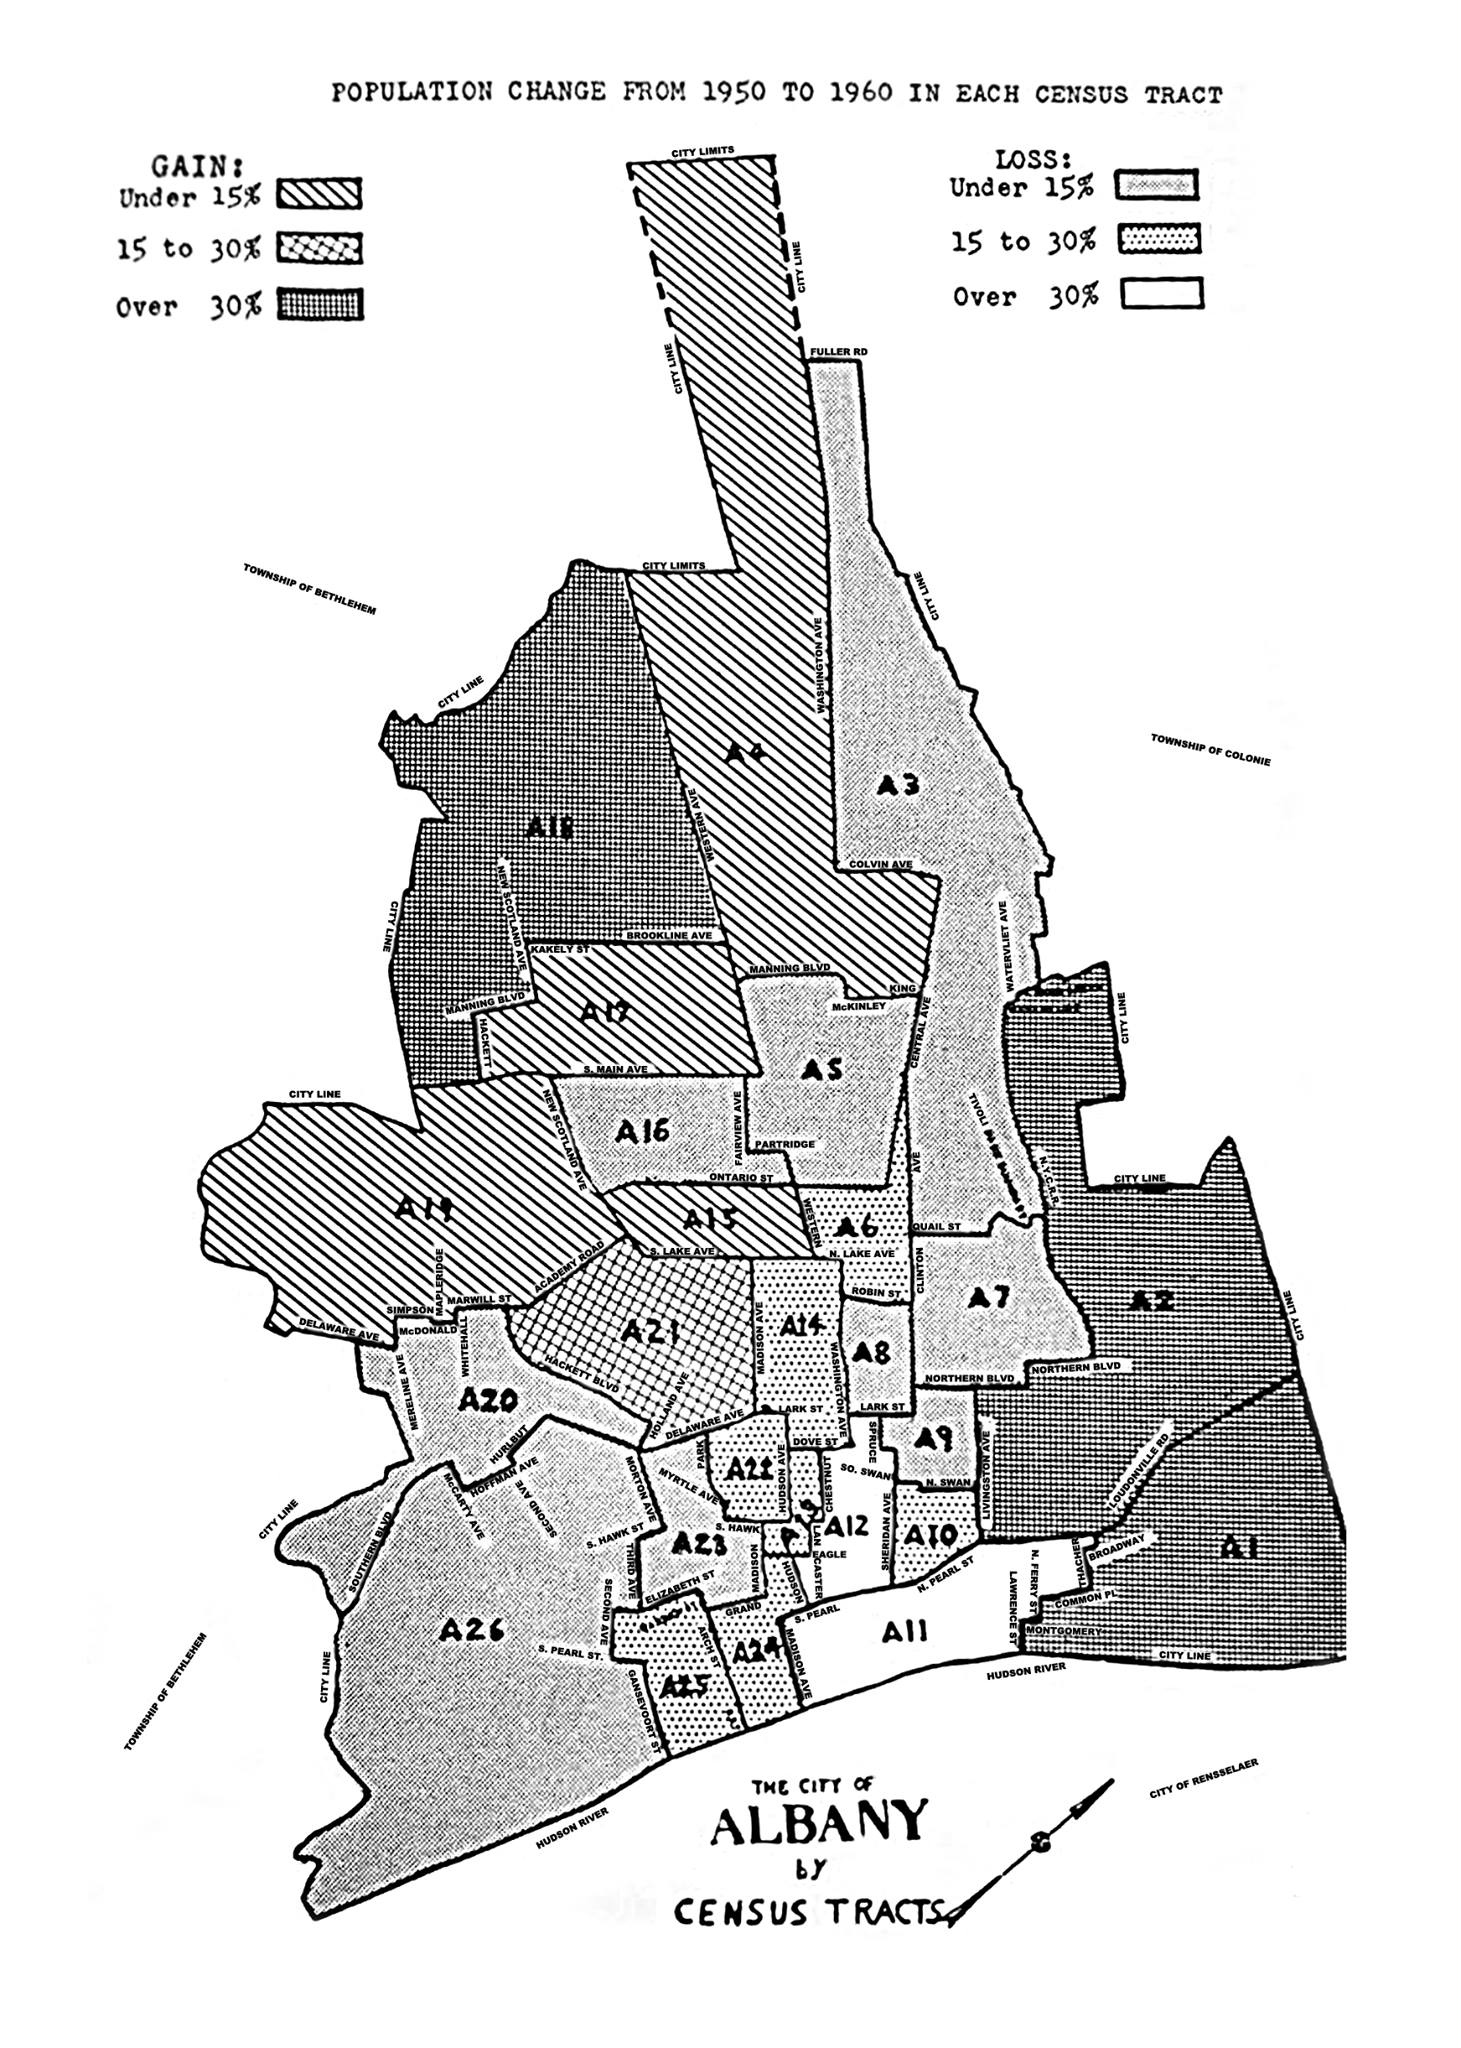 POPULATION CHANGE FROM 1950 TO 1960 IN EACH CENSUS TRACT
GAIN:
Under 15%
15 to 30%
Over 30%
LOSS:
Under 15%
15 to 30%
Over 30%
CITY LIMITS
CITY LINE
CITY LINE
FULLER RD
CITY LIMITS
TOWNSHIP OF BETHLEHEM
CITY LINE
WASHINGTON AVE
CITY LINE
TOWNSHIP OF COLONIE
A4
A3
A18
WESTERN AVE
COLVIN AVE
NEW SCOTLAND AVE
CITY LINE
BROOKLINE AVE
KAKELY ST
WATERVLIET AVE
MANNING BLVD
KING
McKINLEY
MANNING BLVD
A17
HACKETT
CENTRAL AVE
CITY LINE
S. MAIN AVE
A5
CITY LINE
NEW SCOTLAND AVE
A16
FAIRVIEW AVE
PARTRIDGE
ONTARIO ST
AVE
TIVOLI
N.Y.C.R.R.
CITY LINE
A19
A15
WESTERN
A6
QUAIL ST
S. LAKE AVE
N. LAKE AVE
ACADEMY ROAD
MAPLERIDGE
MARWILL ST
SIMPSON
McDONALD
DELAWARE AVE
WHITEHALL
CLINTON
ROBIN ST
A7
A2
CITY LINE
A21
MADISON AVE
A14
WASHINGTON AVE
A8
HACKETT BLVD
HOLLAND AVE
NORTHERN BLVD
NORTHERN BLVD
MERELINE AVE
A20
DELAWARE AVE
LARK ST
LARK ST
HURLBUT
HOFFMAN AVE
McCARTY AVE
SECOND AVE
MORTON AVE
PARK
MYRTLE AVE
A22
HUDSON AVE
DOVE ST
CHESTNUT
SPRUCE
SO. SWAN
A9
N. SWAN
LIVINGSTON AVE
LOUDONVILLE RD
CITY LINE
SOUTHERN BLVD
S. HAWK ST
S. HAWK
A23
A12
LANCASTER
EAGLE
SHERIDAN AVE
A10
N. PEARL ST
BROADWAY
THACHER
A1
THIRD AVE
MADISON
HUDSON
ELIZABETH ST
GRAND
S. PEARL
N. FERRY ST
LAWRENCE ST
COMMON PL
MONTGOMERY
SECOND AVE
A26
S. PEARL ST.
ARCH ST
A24
MADISON AVE
A11
CITY LINE
HUDSON RIVER
A25
GANSEVOORT ST
CITY LINE
TOWNSHIP OF BETHLEHEM
HUDSON RIVER
CITY OF RENSSELAER
THE CITY OF
ALBANY
by
CENSUS TRACTS